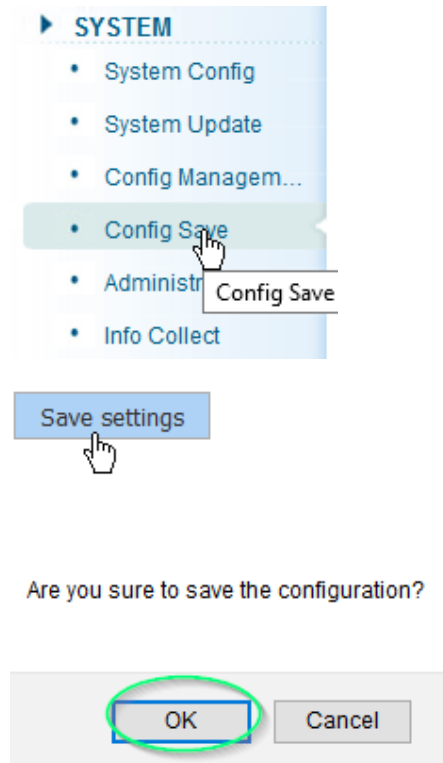 SYSTEM
System Config
System Update
Config Managem...
Config Save
Administr
Config Save
Info Collect
Save settings
Are you sure to save the configuration?
OK
Cancel